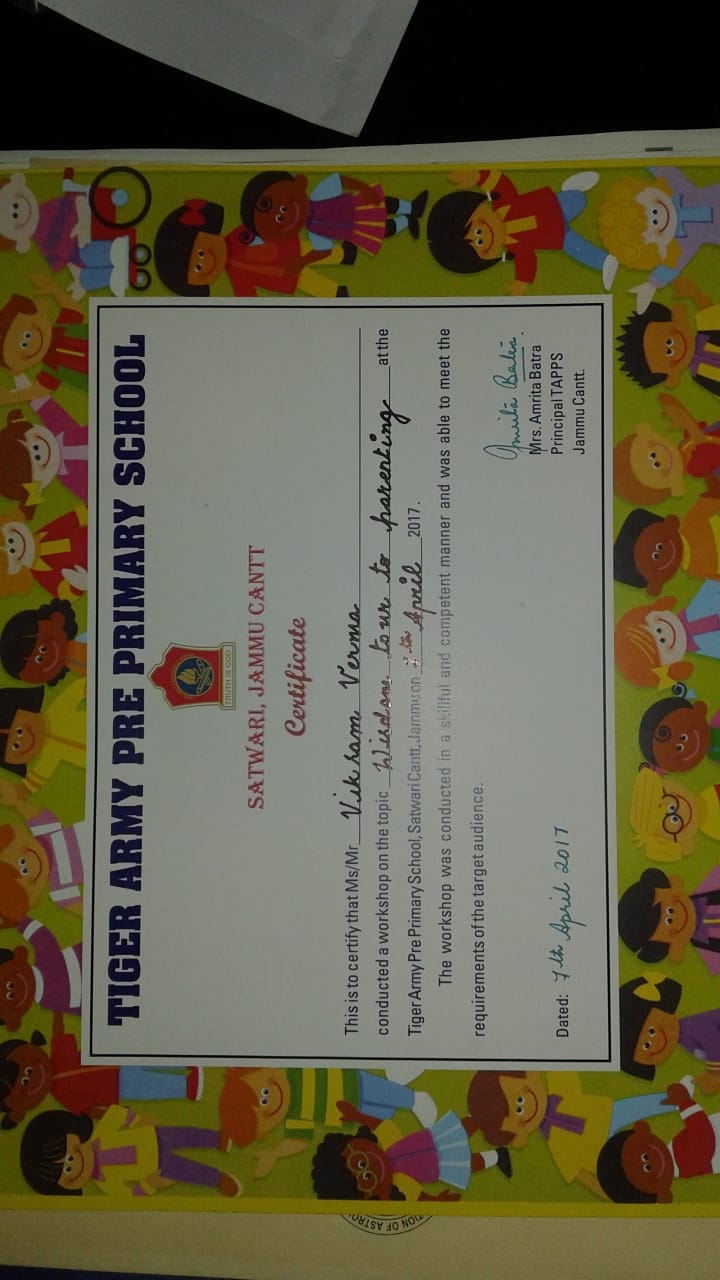 TIGER ARMY PRE PRIMARY SCHOOL
TRUTH IS GOD
SATWARI, JAMMU CANTT
Certificate
This is to certify that Ms/Mr Vikram Verma
conducted a workshop on the topic Wisdom tour to parenting at the
Tiger Army Pre Primary School, Satwari Cantt, Jammu on 7th April 2017.
The workshop was conducted in a skillful and competent manner and was able to meet the
requirements of the target audience.
Amrita Batra.
Mrs. Amrita Batra
Principal TAPPS
Jammu Cantt.
Dated: 7th April 2017
TION OF ASTRO